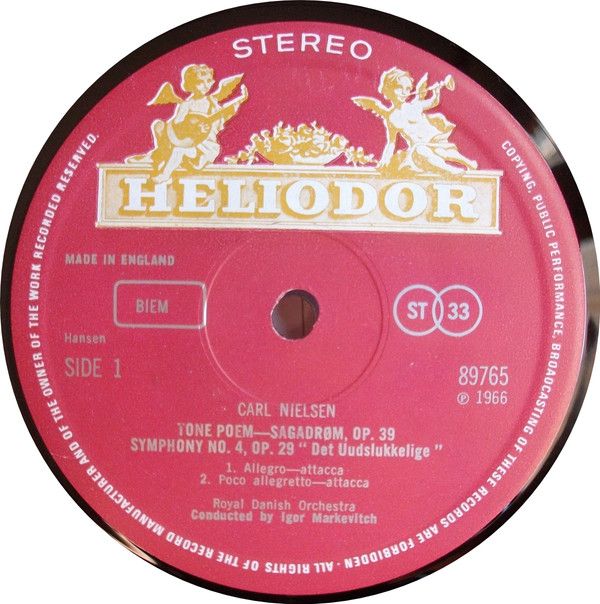 STEREO
HELIODOR
MADE IN ENGLAND
BIEM
ST 33
Hansen
SIDE 1
89765
℗ 1966
CARL NIELSEN
TONE POEM—SAGADRØM, OP. 39
SYMPHONY NO. 4, OP. 29 “ Det Uudslukkelige ”
1. Allegro—attacca
2. Poco allegretto—attacca
Royal Danish Orchestra
Conducted by Igor Markevitch
ALL RIGHTS OF THE RECORD MANUFACTURER AND OF THE OWNER OF THE WORK RECORDED RESERVED. COPYING, PUBLIC PERFORMANCE, BROADCASTING OF THESE RECORDS ARE FORBIDDEN -